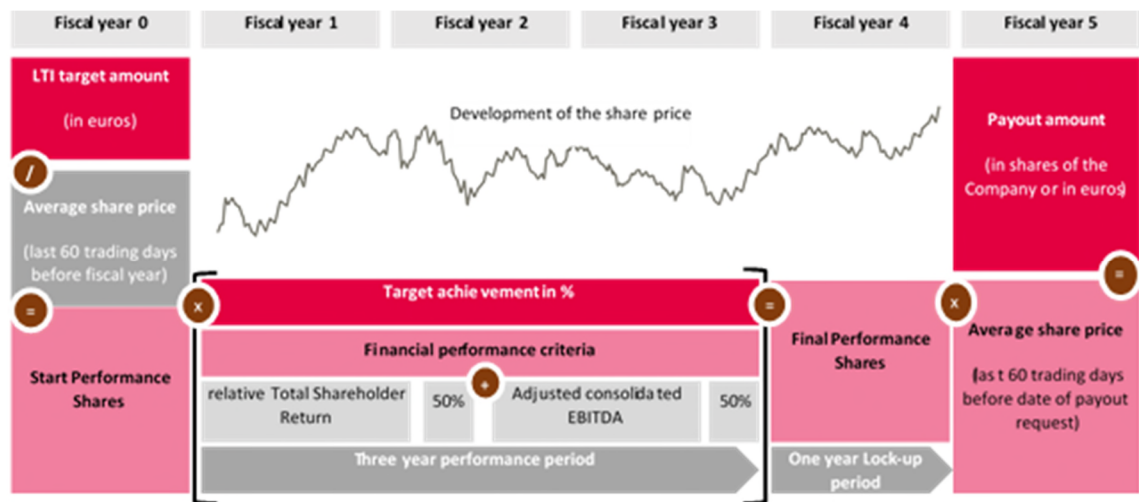 Fiscal year 0
Fiscal year 1
Fiscal year 2
Fiscal year 3
Fiscal year 4
Fiscal year 5
LTI target amount
(in euros)
/
Average share price
(last 60 trading days
before fiscal year)
=
Start Performance
Shares
Development of the share price
x
Target achie vement in %
Financial performance criteria
relative Total Shareholder
Return
50%
+
Adjusted consolidated
EBITDA
50%
Three year performance period
=
Final Performance
Shares
One year Lock-up
period
x
Payout amount
(in shares of the
Company or in euros)
=
Average share price
(last 60 trading days
before date of payout
request)